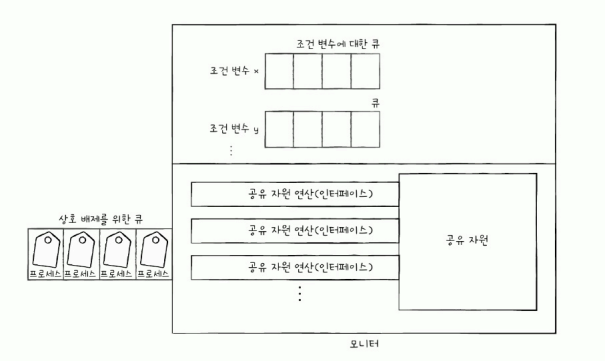 조건 변수에 대한 큐
조건 변수 x
큐
조건 변수 y
⋮
공유 자원 연산(인터페이스)
공유 자원 연산(인터페이스)
공유 자원 연산(인터페이스)
⋮
공유 자원
상호 배제를 위한 큐
프로세스 프로세스 프로세스 프로세스
모니터